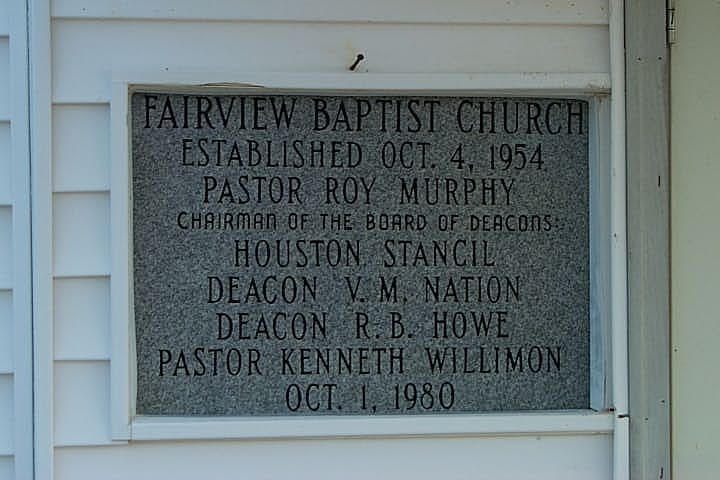 FAIRVIEW BAPTIST CHURCH
ESTABLISHED OCT. 4, 1954
PASTOR ROY MURPHY
CHAIRMAN OF THE BOARD OF DEACONS:
HOUSTON STANCIL
DEACON V. M. NATION
DEACON R. B. HOWE
PASTOR KENNETH WILLIMON
OCT. 1, 1980